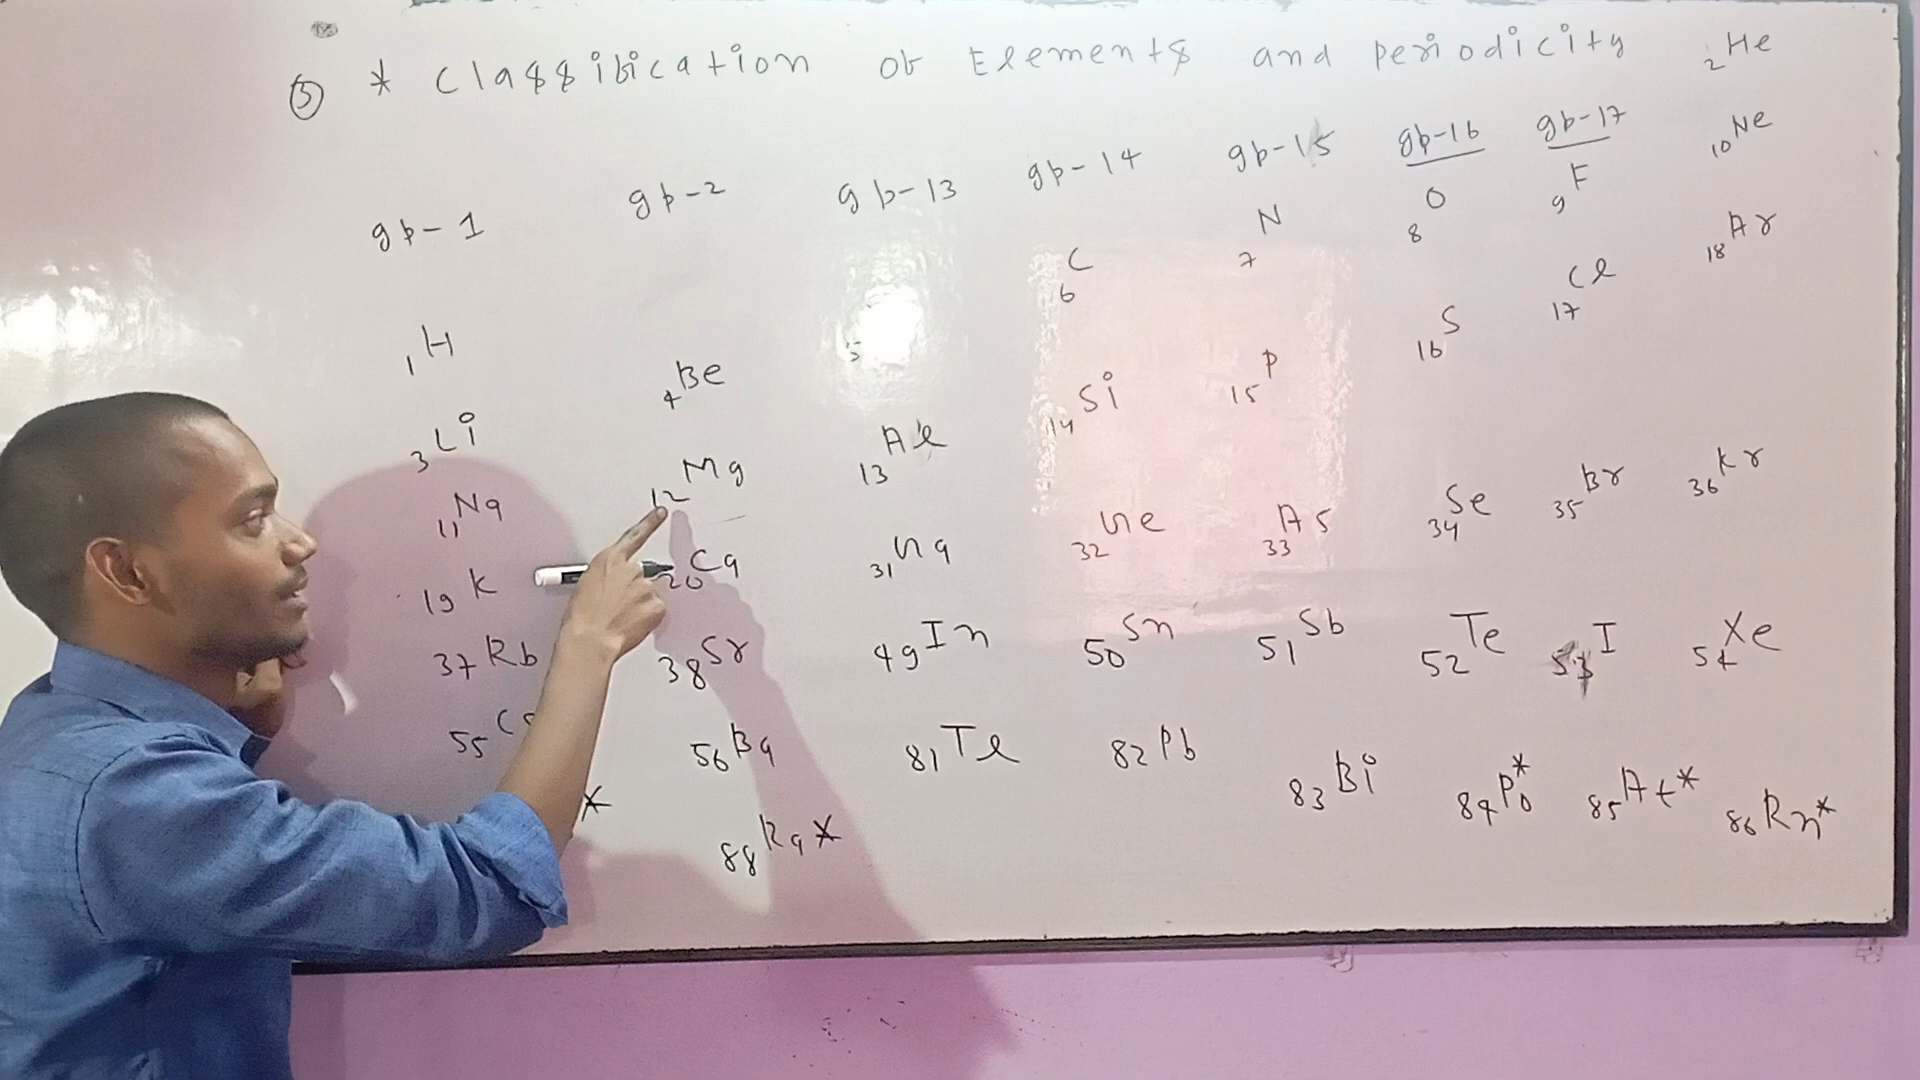 (5) * Classification of Elements and periodicity
gp-1 gp-2 gp-13 gp-14 gp-15 gp-16 gp-17
2He
1H 4Be 5 6C 7N 8O 9F 10Ne
3Li 12Mg 13Al 14Si 15P 16S 17Cl 18Ar
11Na 20Ca 31Ga 32Ge 33As 34Se 35Br 36Kr
19K 38Sr 49In 50Sn 51Sb 52Te 53I 54Xe
37Rb 56Ba 81Tl 82Pb 83Bi 84Po* 85At* 86Rn*
55Cs 88Ra*
*